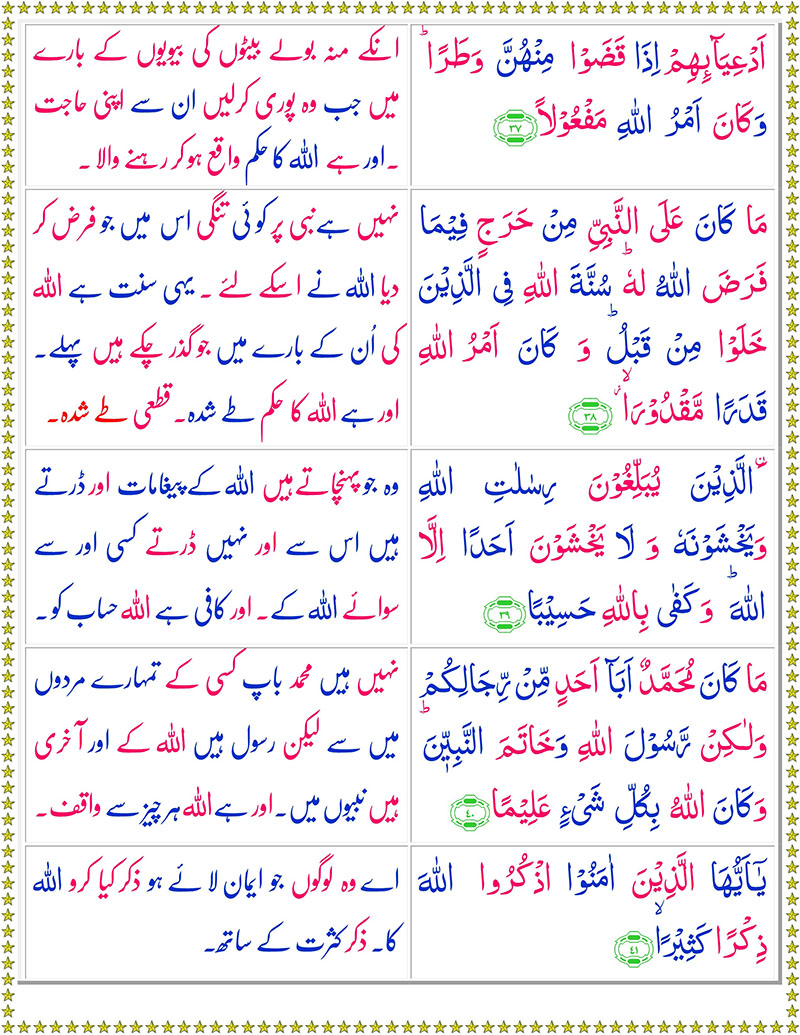 اَدۡعِيَآٮِٕهِمۡ اِذَا قَضَوۡا مِنۡهُنَّ وَطَرًا ؕ
وَكَانَ اَمۡرُ اللّٰهِ مَفۡعُوۡلاً ﴿۳۷﴾
انکے منہ بولے بیٹوں کی بیویوں کے بارے
میں جب وہ پوری کرلیں ان سے اپنی حاجت
۔اور ہے اللہ کا حکم واقع ہوکر رہنے والا ۔
مَا كَانَ عَلَى النَّبِىِّ مِنۡ حَرَجٍ فِيۡمَا
فَرَضَ اللّٰهُ لَهٗ ؕ سُنَّةَ اللّٰهِ فِى الَّذِيۡنَ
خَلَوۡا مِنۡ قَبۡلُ ؕ وَ كَانَ اَمۡرُ اللّٰهِ
قَدَرًا مَّقۡدُوۡرَا ۙ ﴿۳۸﴾
نہیں ہے نبی پر کوئی تنگی اس میں جو فرض کر
دیا اللہ نے اسکے لئے ۔ یہی سنت ہے اللہ
کی اُن کے بارے میں جو گذر چکے ہیں پہلے۔
اور ہے اللہ کا حکم طے شدہ۔ قطعی طے شدہ۔
اۨلَّذِيۡنَ يُبَلِّغُوۡنَ رِسٰلٰتِ اللّٰهِ
وَيَخۡشَوۡنَهٗ وَ لَا يَخۡشَوۡنَ اَحَدًا اِلَّا
اللّٰهَ ؕ وَكَفٰى بِاللّٰهِ حَسِيۡبًا ﴿۳۹﴾
وہ جو پہنچاتے ہیں اللہ کے پیغامات اور ڈرتے
ہیں اس سے اور نہیں ڈرتے کسی اور سے
سوائے اللہ کے۔ اور کافی ہے اللہ حساب کو۔
مَا كَانَ مُحَمَّدٌ اَبَآ اَحَدٍ مِّنۡ رِّجَالِكُمۡ
وَلٰـكِنۡ رَّسُوۡلَ اللّٰهِ وَخَاتَمَ النَّبِيّٖنَ ؕ
وَكَانَ اللّٰهُ بِكُلِّ شَىۡءٍ عَلِيۡمًا ﴿۴۰﴾
نہیں ہیں محمد باپ کسی کے تمہارے مردوں
میں سے لیکن رسول ہیں اللہ کے اور آخری
ہیں نبیوں میں۔ اور ہے اللہ ہر چیز سے واقف۔
يٰۤـاَيُّهَا الَّذِيۡنَ اٰمَنُوۡا اذۡكُرُوا اللّٰهَ
ذِكۡرًا كَثِيۡرًا ۙ ﴿۴۱﴾
اے وہ لوگوں جو ایمان لائے ہو ذکر کیا کرو اللہ
کا۔ ذکر کثرت کے ساتھ۔